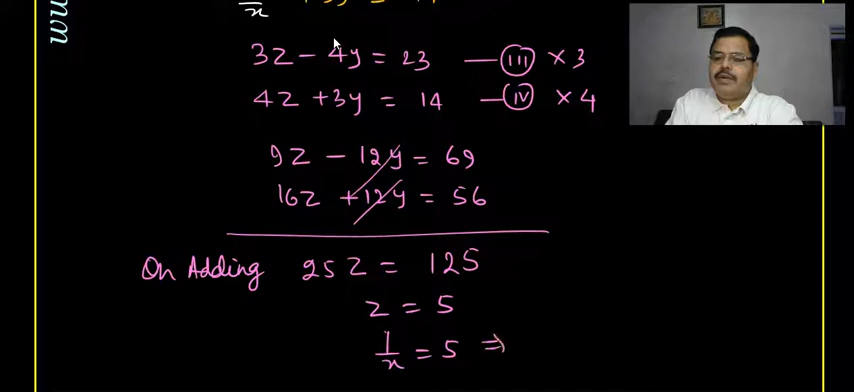 3z - 4y = 23 — III × 3
4z + 3y = 14 — IV × 4
9z - 12y = 69
16z + 12y = 56
On Adding 25z = 125
z = 5
1/x = 5 ⇒